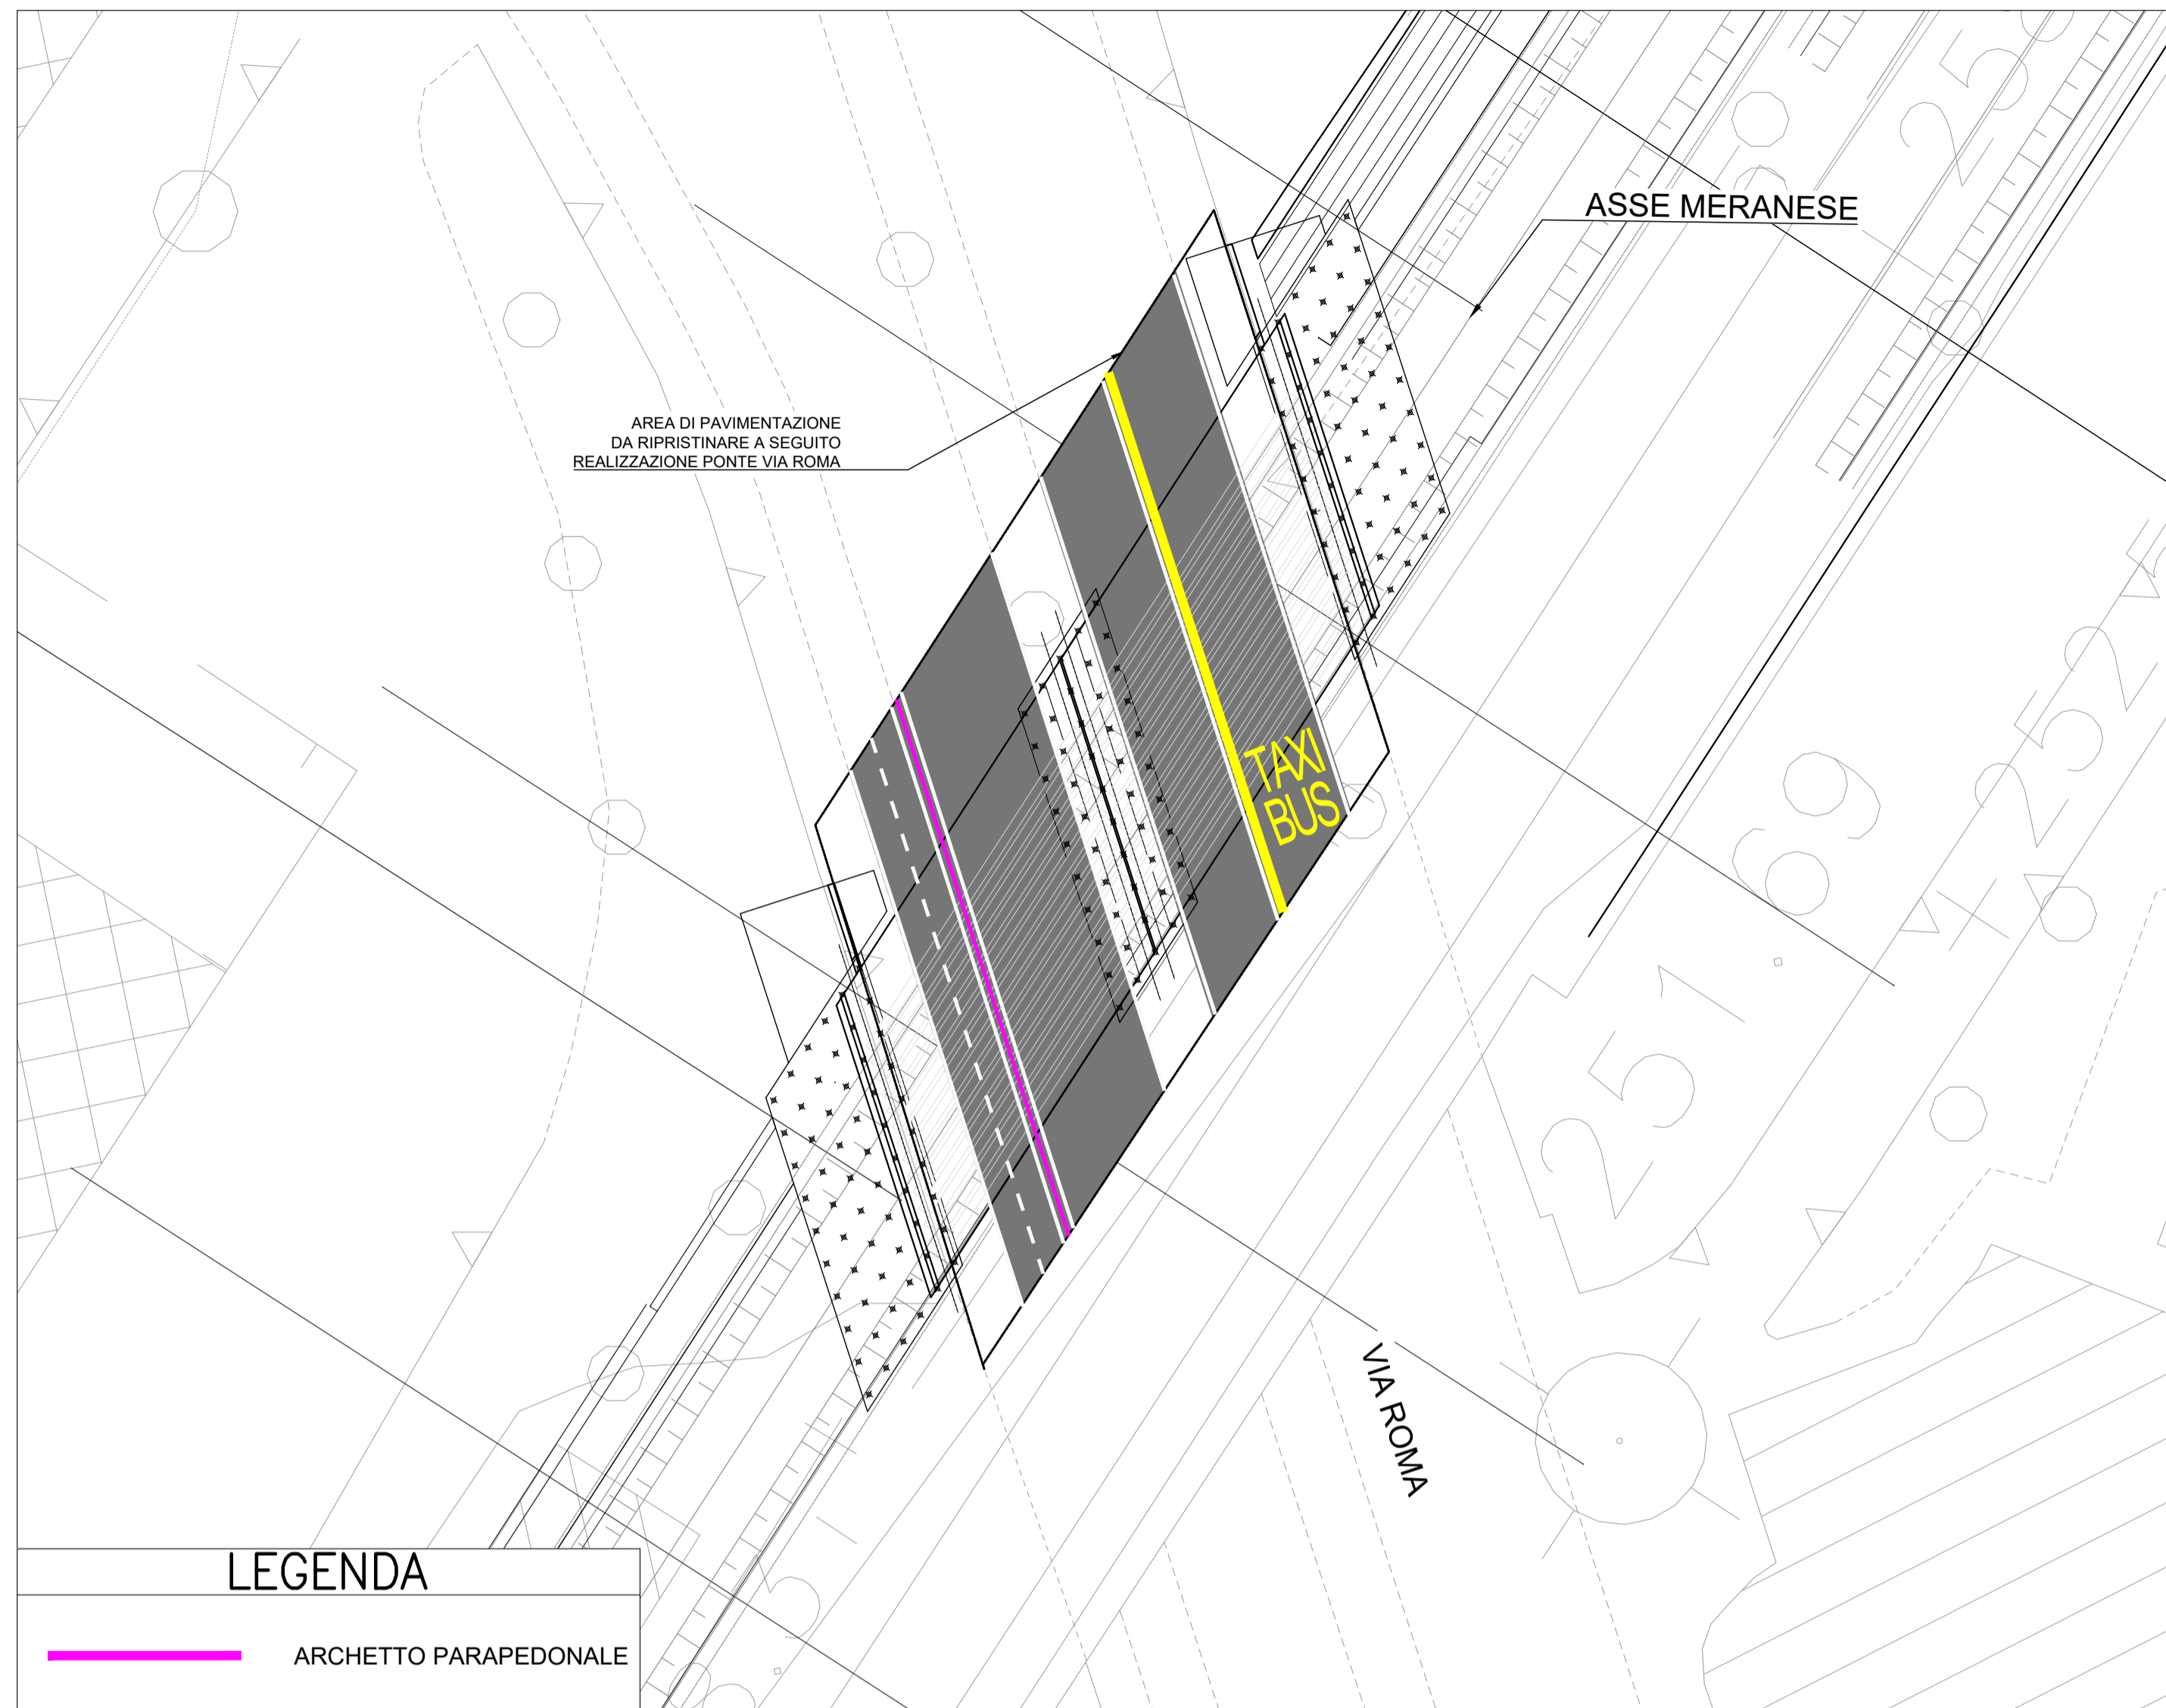 ASSE MERANESE
AREA DI PAVIMENTAZIONE
DA RIPRISTINARE A SEGUITO
REALIZZAZIONE PONTE VIA ROMA
TAXI
BUS
VIA ROMA
LEGENDA
ARCHETTO PARAPEDONALE